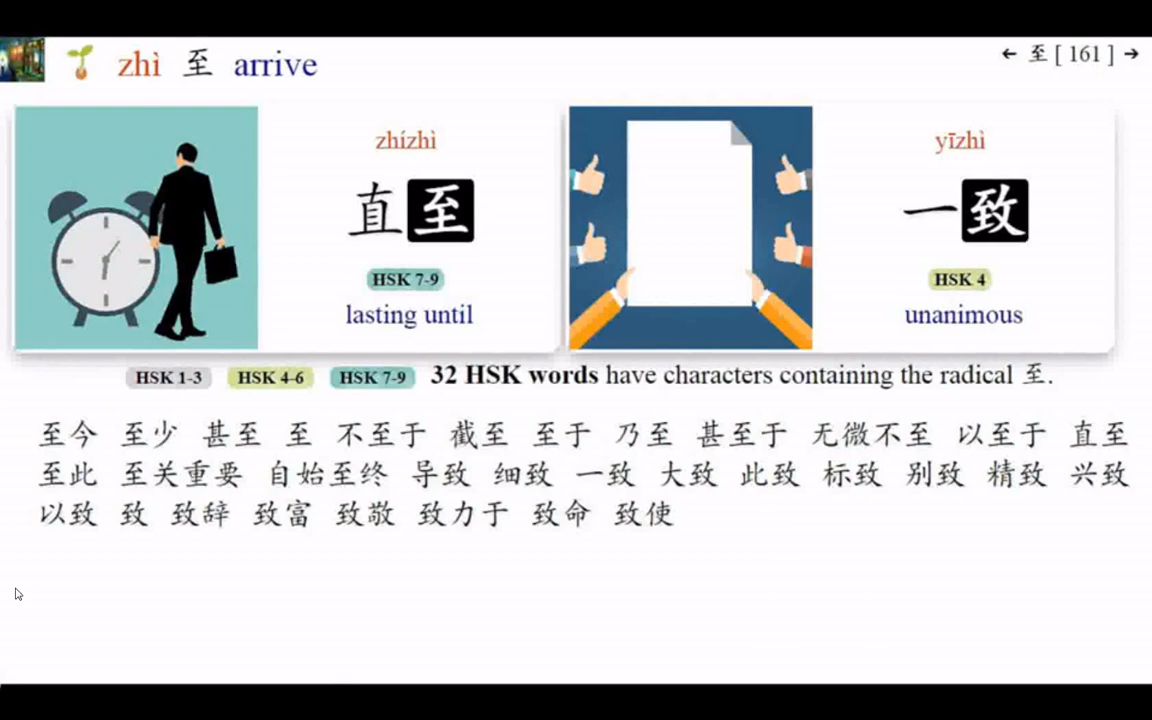 zhì 至 arrive
← 至 [ 161 ] →
zhízhì
直至
HSK 7-9
lasting until
yīzhì
一致
HSK 4
unanimous
HSK 1-3 HSK 4-6 HSK 7-9 32 HSK words have characters containing the radical 至.
至今 至少 甚至 至 不至于 截至 至于 乃至 甚至于 无微不至 以至于 直至
至此 至关重要 自始至终 导致 细致 一致 大致 此致 标致 别致 精致 兴致
以致 致 致辞 致富 致敬 致力于 致命 致使